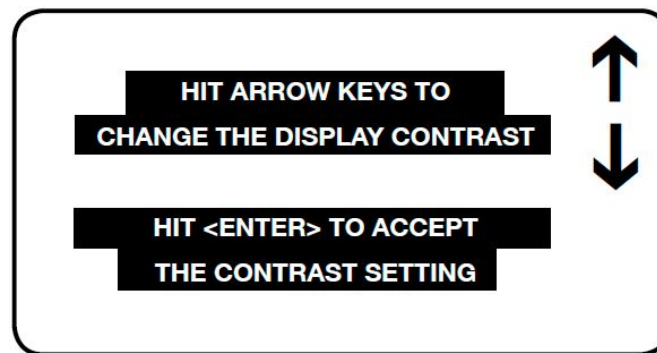 HIT ARROW KEYS TO
CHANGE THE DISPLAY CONTRAST
HIT <ENTER> TO ACCEPT
THE CONTRAST SETTING